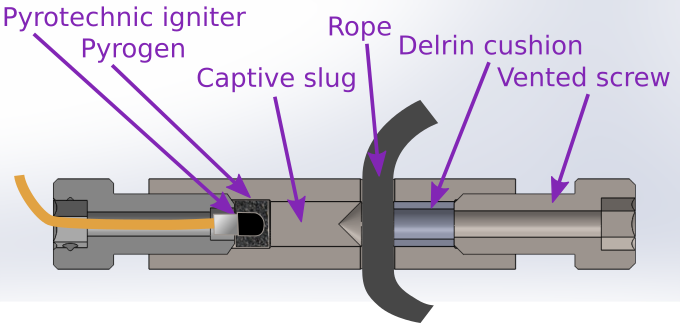 Pyrotechnic igniter
Pyrogen
Captive slug
Rope
Delrin cushion
Vented screw